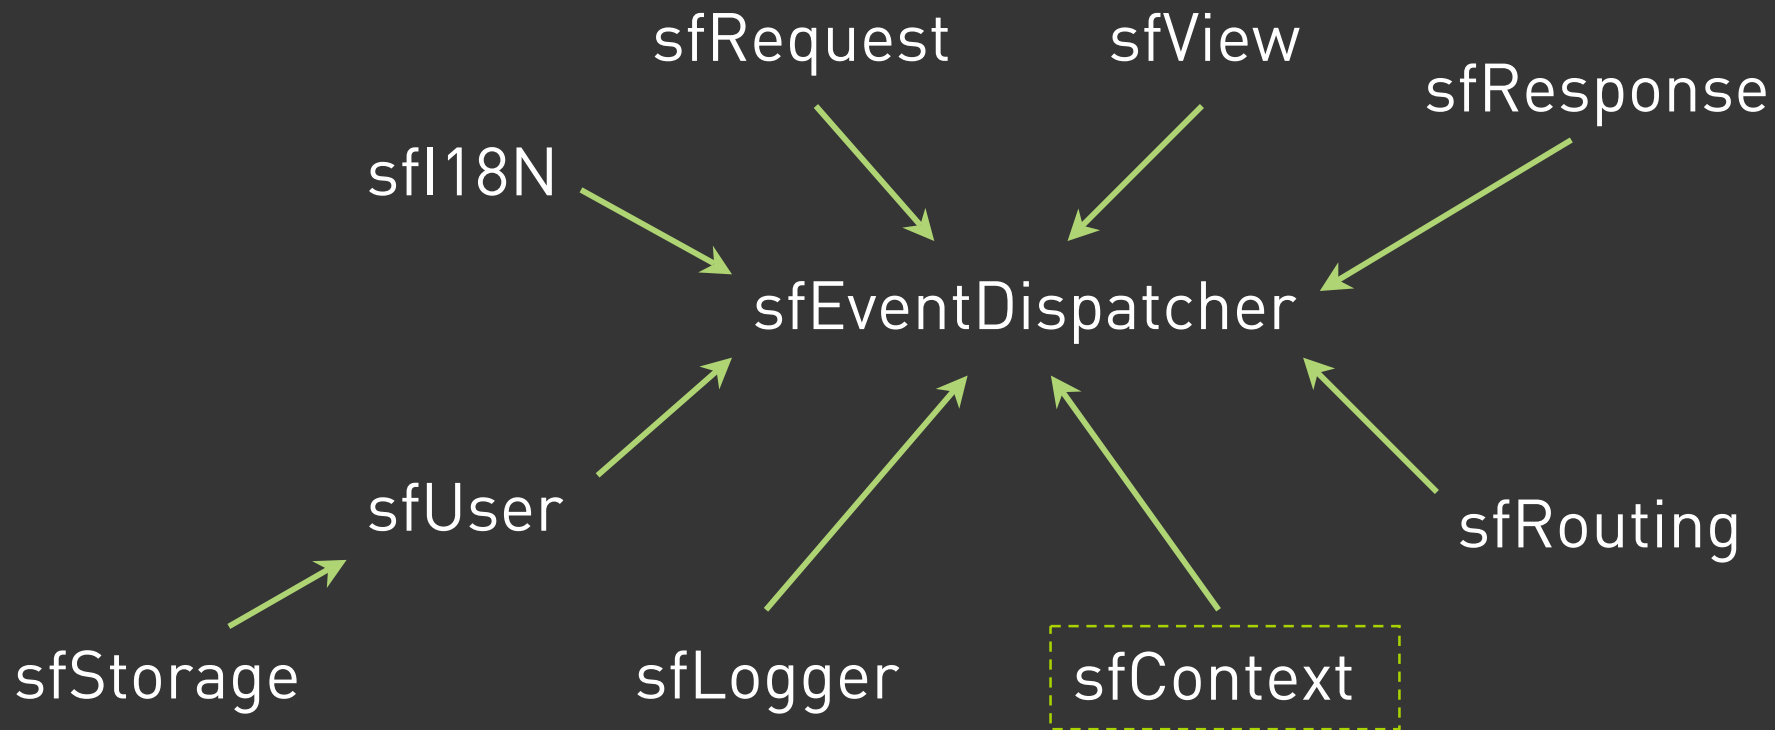 sfRequest
sfView
sfResponse
sfI18N
sfEventDispatcher
sfUser
sfRouting
sfStorage
sfLogger
sfContext